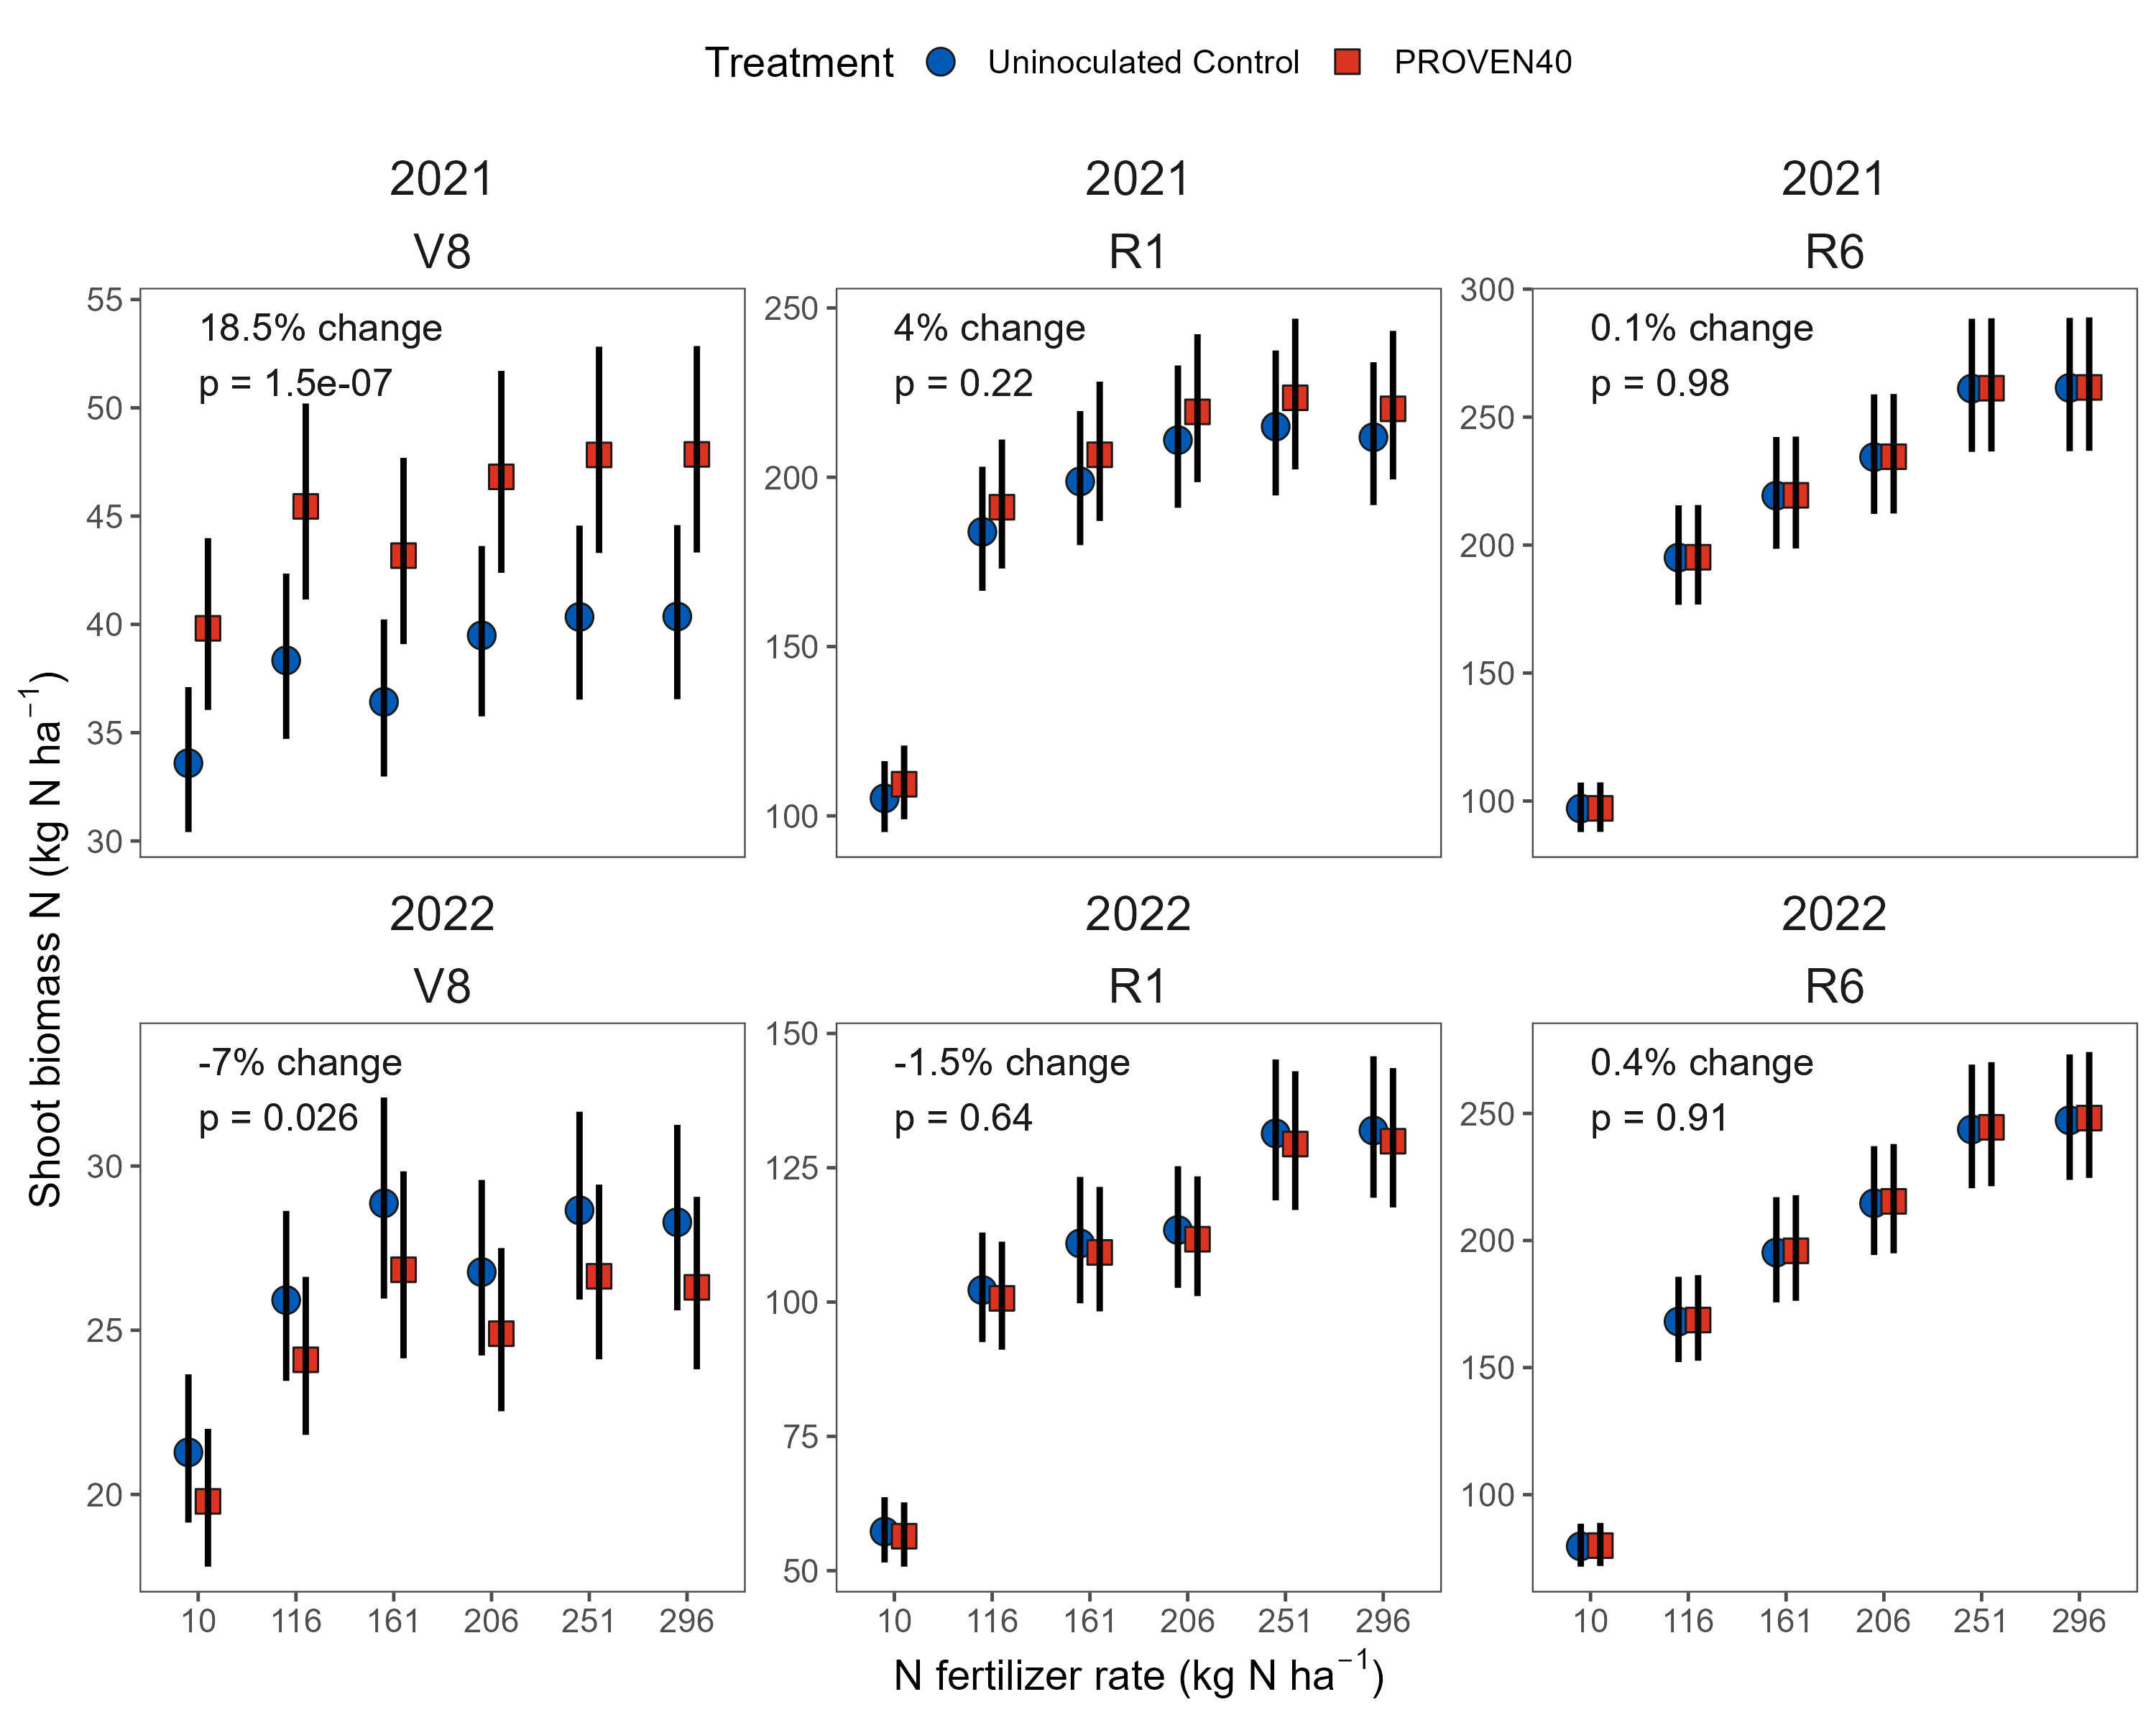 Treatment Uninoculated Control PROVEN40
2021 2021 2021
V8 R1 R6
18.5% change
p = 1.5e-07
55
50
45
40
35
30
4% change
p = 0.22
250
200
150
100
0.1% change
p = 0.98
300
250
200
150
100
Shoot biomass N (kg N ha⁻¹)
2022 2022 2022
V8 R1 R6
-7% change
p = 0.026
30
25
20
-1.5% change
p = 0.64
150
125
100
75
50
0.4% change
p = 0.91
250
200
150
100
10 116 161 206 251 296
10 116 161 206 251 296
10 116 161 206 251 296
N fertilizer rate (kg N ha⁻¹)